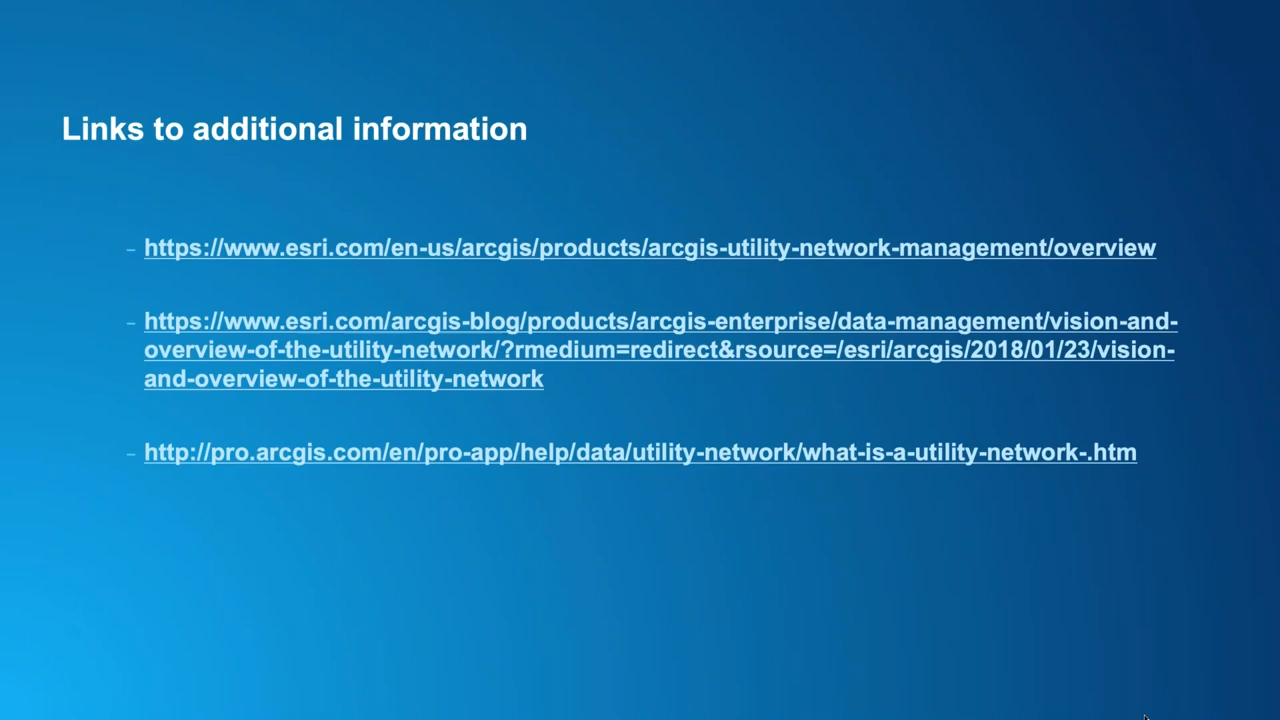 Links to additional information
– https://www.esri.com/en-us/arcgis/products/arcgis-utility-network-management/overview
– https://www.esri.com/arcgis-blog/products/arcgis-enterprise/data-management/vision-and-
overview-of-the-utility-network/?rmedium=redirect&rsource=/esri/arcgis/2018/01/23/vision-
and-overview-of-the-utility-network
– http://pro.arcgis.com/en/pro-app/help/data/utility-network/what-is-a-utility-network-.htm